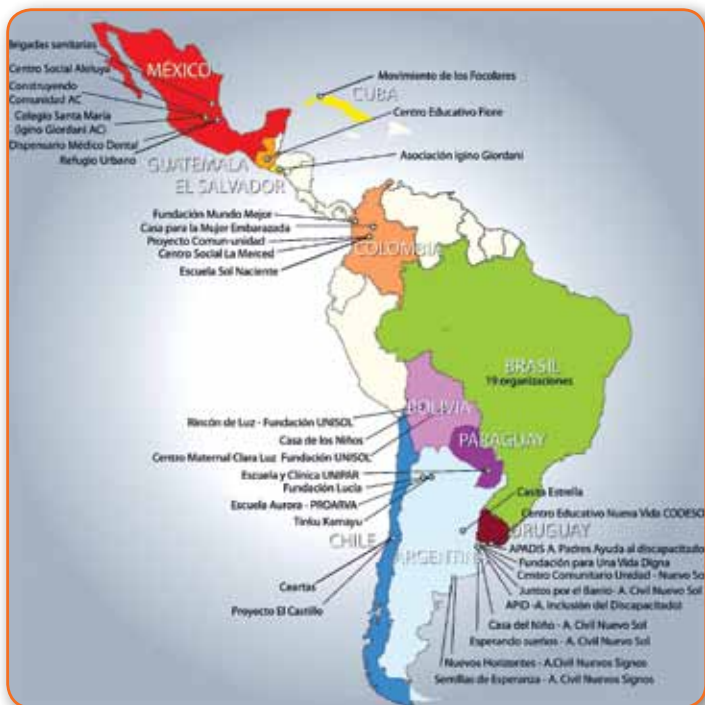 Brigadas sanitarias
MÉXICO
Centro Social Aleluya
Construyendo
Comunidad AC
Colegio Santa María
(Igino Giordani AC)
Dispensario Médico Dental
Refugio Urbano
Movimiento de los Focolares
CUBA
Centro Educativo Fiore
GUATEMALA
Asociación Igino Giordani
EL SALVADOR
Fundación Mundo Mejor
Casa para la Mujer Embarazada
Proyecto Comun-unidad
Centro Social La Merced
COLOMBIA
Escuela Sol Naciente
BRASIL
19 organizaciones
BOLIVIA
Rincón de Luz - Fundación UNISOL
Casa de los Niños
PARAGUAY
Centro Maternal Clara Luz Fundación UNISOL
Escuela y Clínica UNIPAR
Fundación Lucía
Escuela Aurora - PROARVA
Casita Estrella
Tinku Kamayu
Centro Educativo Nueva Vida CODESO
URUGUAY
CHILE
ARGENTINA
APADIS A. Padres Ayuda al discapacitado
Fundación para Una Vida Digna
Centro Comunitario Unidad - Nuevo So
Juntos por el Barrio- A. Civil Nuevo Sol
APID -A. Inclusión del Discapacitado)
Ceartas
Proyecto El Castillo
Casa del Niño - A. Civil Nuevo Sol
Esperando sueños - A. Civil Nuevo Sol
Nuevos Horizontes - A.Civil Nuevos Signos
Semillas de Esperanza - A. Civil Nuevos Signos